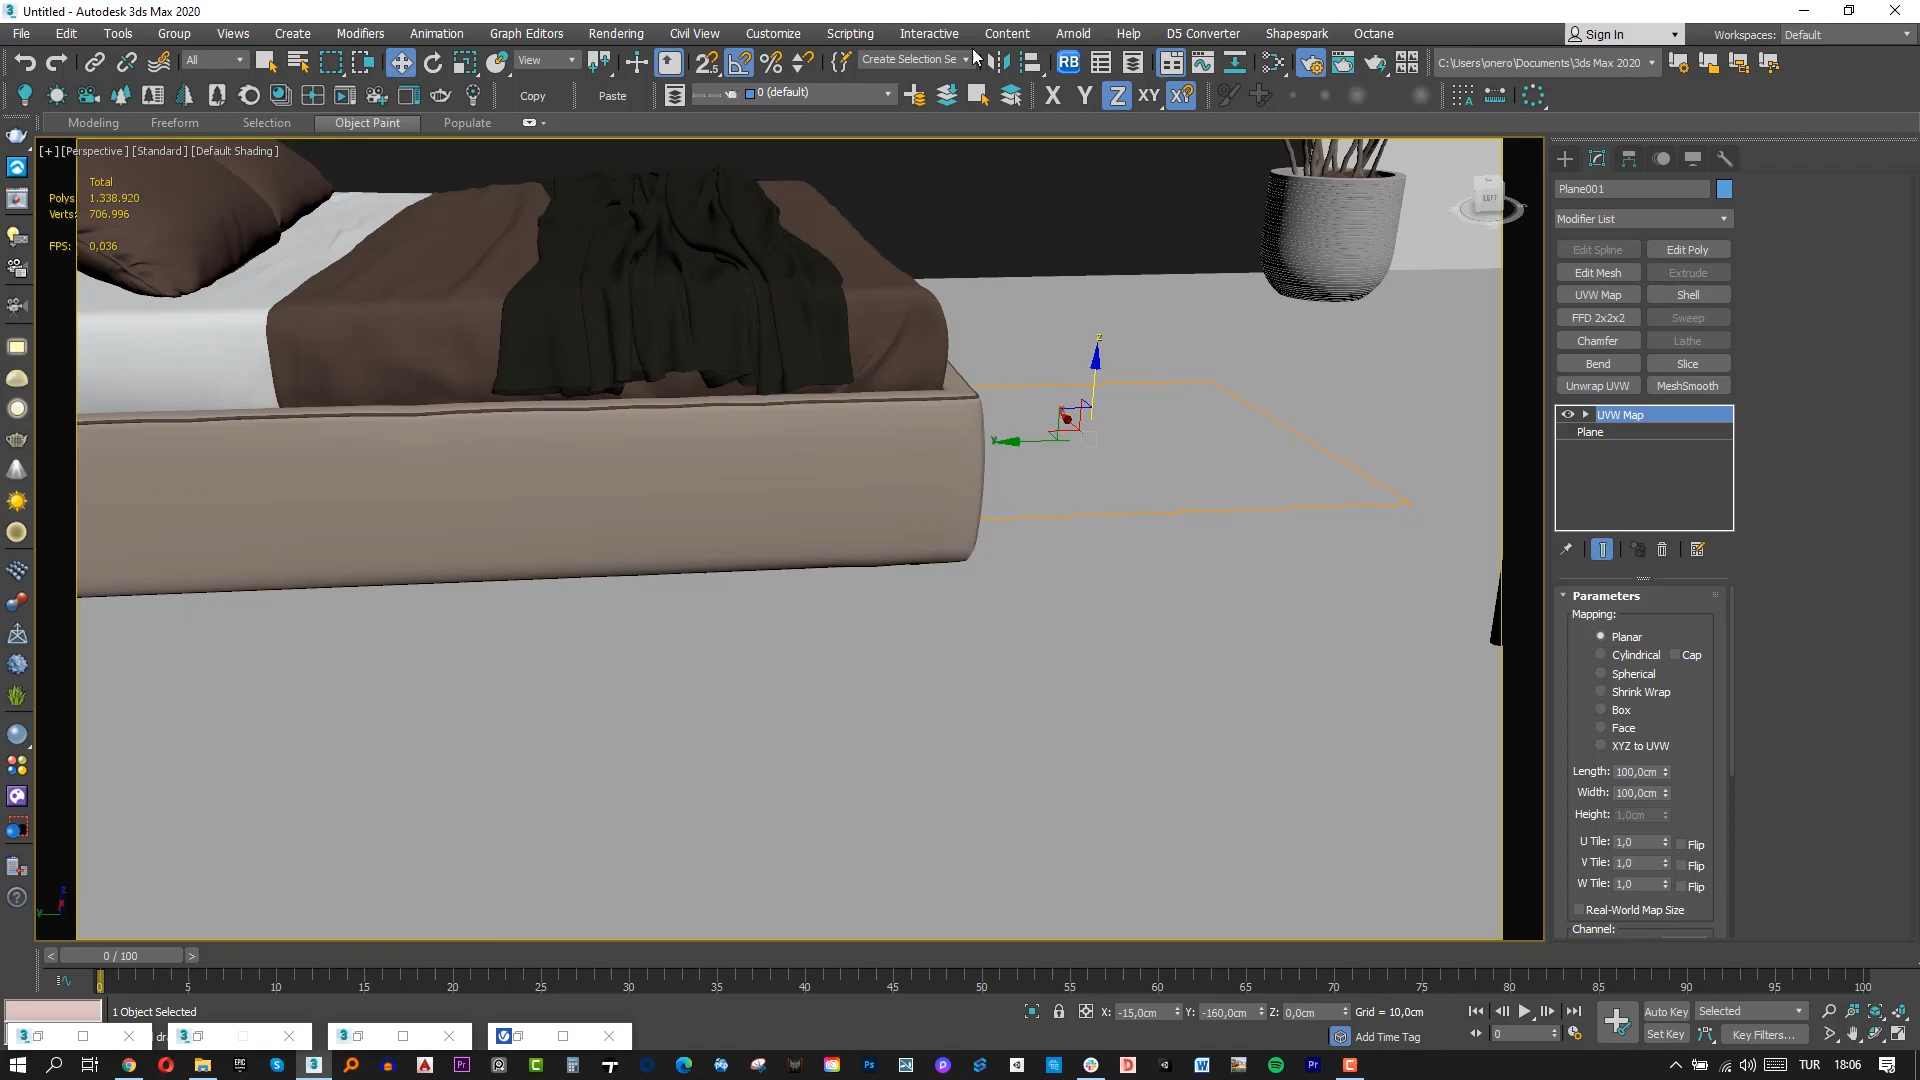 Untitled - Autodesk 3ds Max 2020
File Edit Tools Group Views Create Modifiers Animation Graph Editors Rendering Civil View Customize Scripting Interactive Content Arnold Help D5 Converter Shapespark Octane Sign In Workspaces: Default
All View Create Selection Se RB C:\Users\onero\Documents\3ds Max 2020
Copy Paste 0 (default) X Y Z XY
Modeling Freeform Selection Object Paint Populate
[+] [Perspective] [Standard] [Default Shading]
Total
Polys: 1.338.920
Verts: 706.996
FPS: 0,036
LEFT
z
y
Plane001
Modifier List
Edit Spline Edit Poly
Edit Mesh Extrude
UVW Map Shell
FFD 2x2x2 Sweep
Chamfer Lathe
Bend Slice
Unwrap UVW MeshSmooth
UVW Map
Plane
Parameters
Mapping:
Planar
Cylindrical Cap
Spherical
Shrink Wrap
Box
Face
XYZ to UVW
Length: 100,0cm
Width: 100,0cm
Height: 1,0cm
U Tile: 1,0 Flip
V Tile: 1,0 Flip
W Tile: 1,0 Flip
Real-World Map Size
Channel:
< 0 / 100 >
0 5 10 15 20 25 30 35 40 45 50 55 60 65 70 75 80 85 90 95 100
1 Object Selected X: -15,0cm Y: -160,0cm Z: 0,0cm Grid = 10,0cm Auto Key Selected
Add Time Tag 0 Set Key Key Filters...
TUR 18:06